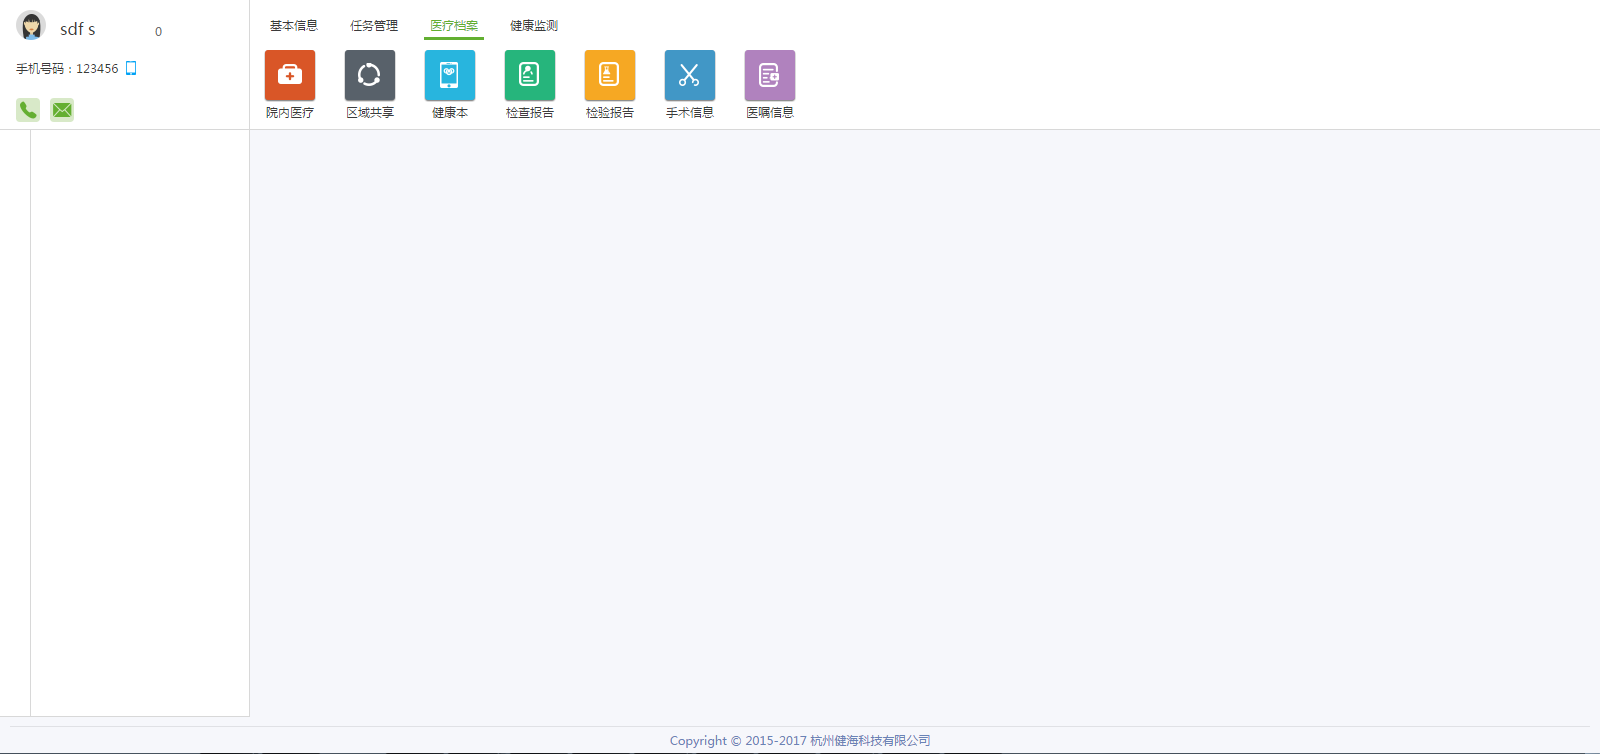 sdf s 0
手机号码：123456
基本信息 任务管理 医疗档案 健康监测
院内医疗 区域共享 健康本 检查报告 检验报告 手术信息 医嘱信息
Copyright © 2015-2017 杭州健海科技有限公司